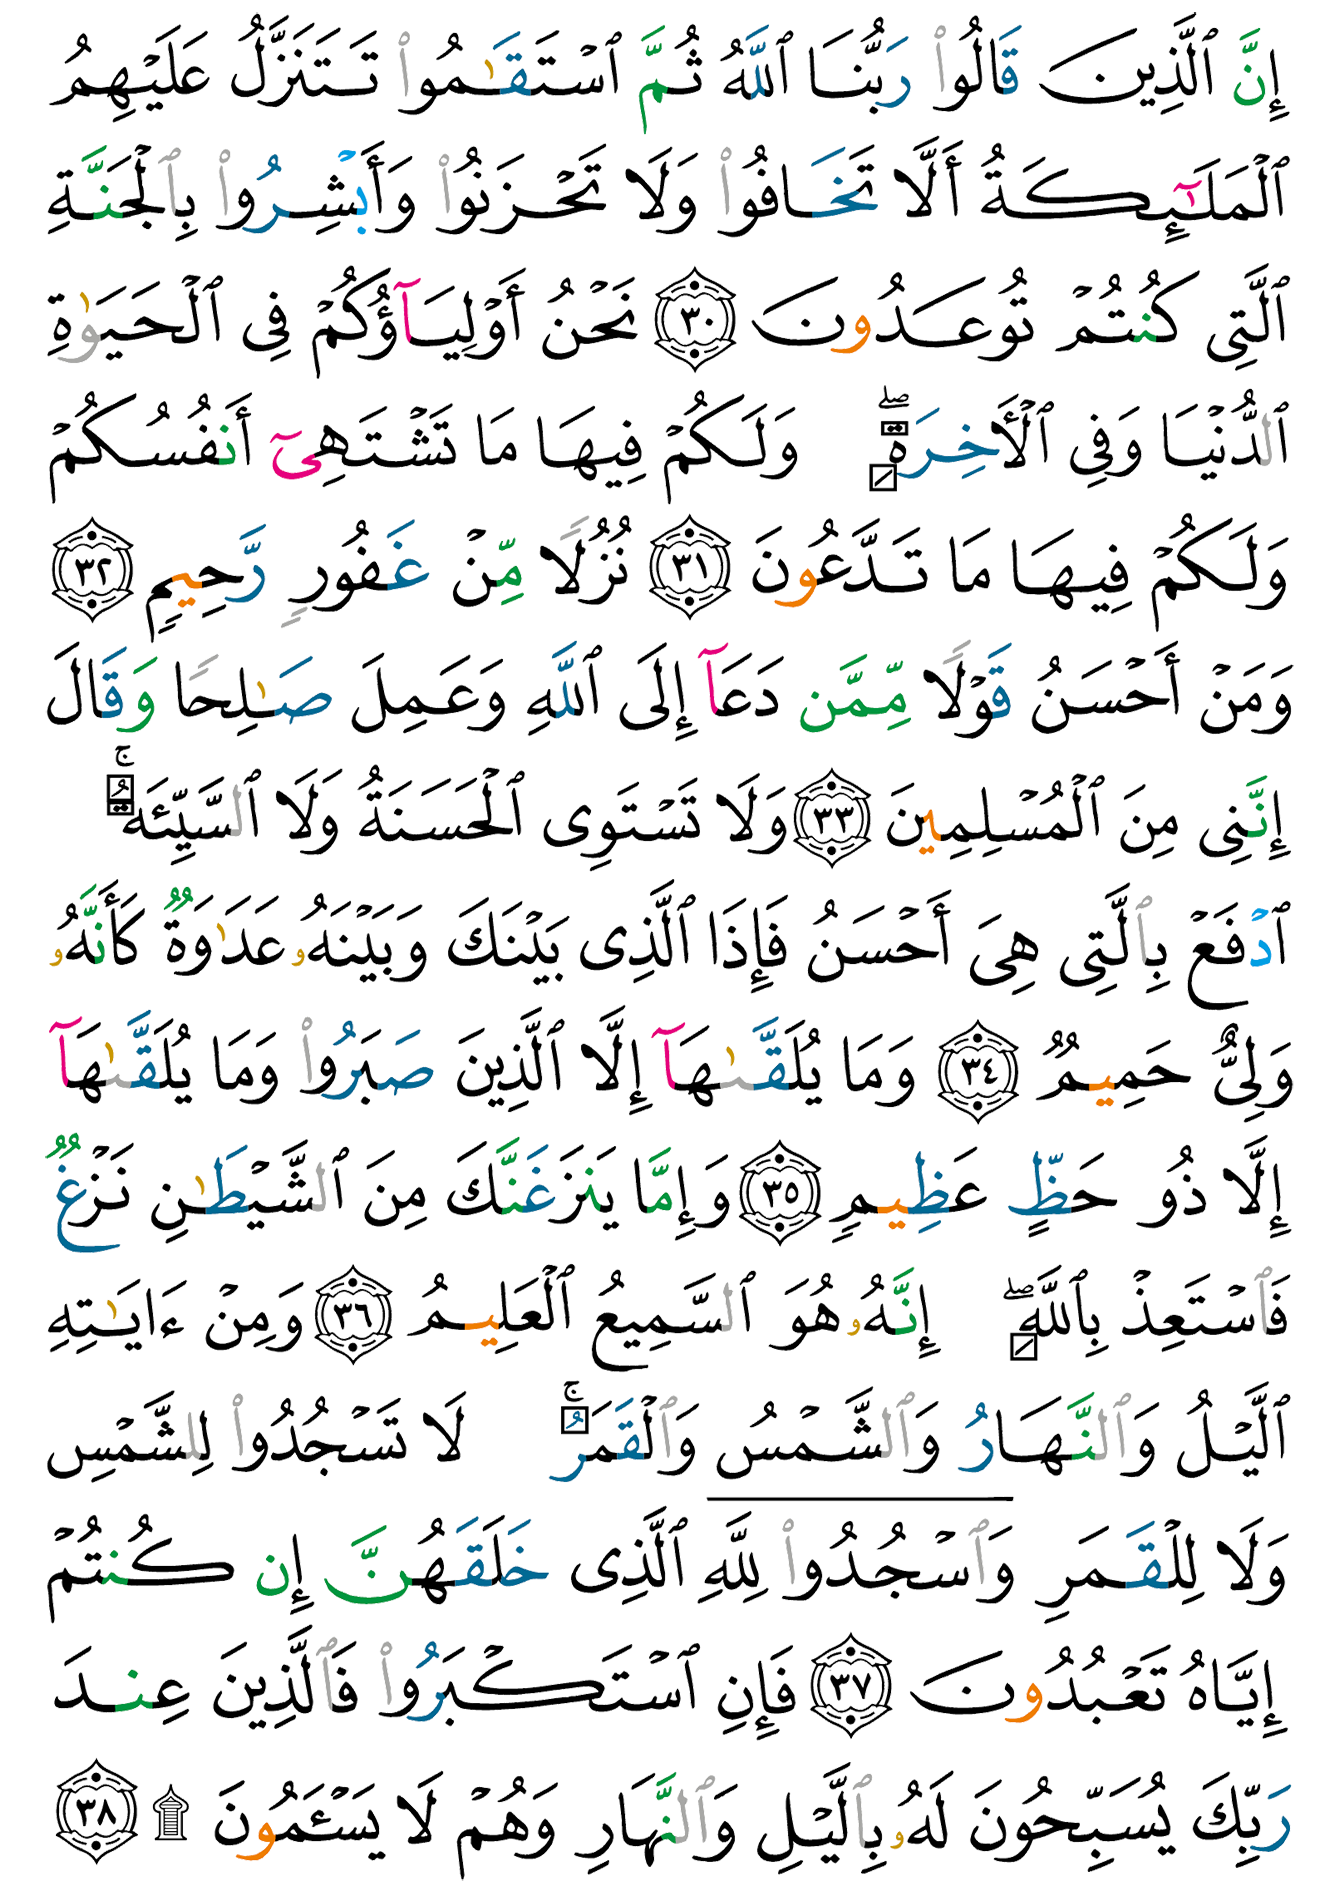 إِنَّ ٱلَّذِينَ قَالُوا۟ رَبُّنَا ٱللَّهُ ثُمَّ ٱسْتَقَـٰمُوا۟ تَتَنَزَّلُ عَلَيْهِمُ
ٱلْمَلَـٰٓئِكَةُ أَلَّا تَخَافُوا۟ وَلَا تَحْزَنُوا۟ وَأَبْشِرُوا۟ بِٱلْجَنَّةِ
ٱلَّتِى كُنتُمْ تُوعَدُونَ ٣٠ نَحْنُ أَوْلِيَآؤُكُمْ فِى ٱلْحَيَوٰةِ
ٱلدُّنْيَا وَفِى ٱلْأَخِرَةِ ۖ وَلَكُمْ فِيهَا مَا تَشْتَهِىٓ أَنفُسُكُمْ
وَلَكُمْ فِيهَا مَا تَدَّعُونَ ٣١ نُزُلًا مِّنْ غَفُورٍ رَّحِيمٍ ٣٢
وَمَنْ أَحْسَنُ قَوْلًا مِّمَّن دَعَآ إِلَى ٱللَّهِ وَعَمِلَ صَـٰلِحًا وَقَالَ
إِنَّنِى مِنَ ٱلْمُسْلِمِينَ ٣٣ وَلَا تَسْتَوِى ٱلْحَسَنَةُ وَلَا ٱلسَّيِّئَةُ ۚ
ٱدْفَعْ بِٱلَّتِى هِىَ أَحْسَنُ فَإِذَا ٱلَّذِى بَيْنَكَ وَبَيْنَهُۥ عَدَٰوَةٌ كَأَنَّهُۥ
وَلِىٌّ حَمِيمٌ ٣٤ وَمَا يُلَقَّىٰهَآ إِلَّا ٱلَّذِينَ صَبَرُوا۟ وَمَا يُلَقَّىٰهَآ
إِلَّا ذُو حَظٍّ عَظِيمٍ ٣٥ وَإِمَّا يَنزَغَنَّكَ مِنَ ٱلشَّيْطَـٰنِ نَزْغٌ
فَٱسْتَعِذْ بِٱللَّهِ ۖ إِنَّهُۥ هُوَ ٱلسَّمِيعُ ٱلْعَلِيمُ ٣٦ وَمِنْ ءَايَـٰتِهِ
ٱلَّيْلُ وَٱلنَّهَارُ وَٱلشَّمْسُ وَٱلْقَمَرُ ۚ لَا تَسْجُدُوا۟ لِلشَّمْسِ
وَلَا لِلْقَمَرِ وَٱسْجُدُوا۟ لِلَّهِ ٱلَّذِى خَلَقَهُنَّ إِن كُنتُمْ
إِيَّاهُ تَعْبُدُونَ ٣٧ فَإِنِ ٱسْتَكْبَرُوا۟ فَٱلَّذِينَ عِندَ
رَبِّكَ يُسَبِّحُونَ لَهُۥ بِٱلَّيْلِ وَٱلنَّهَارِ وَهُمْ لَا يَسْـَٔمُونَ ۩ ٣٨